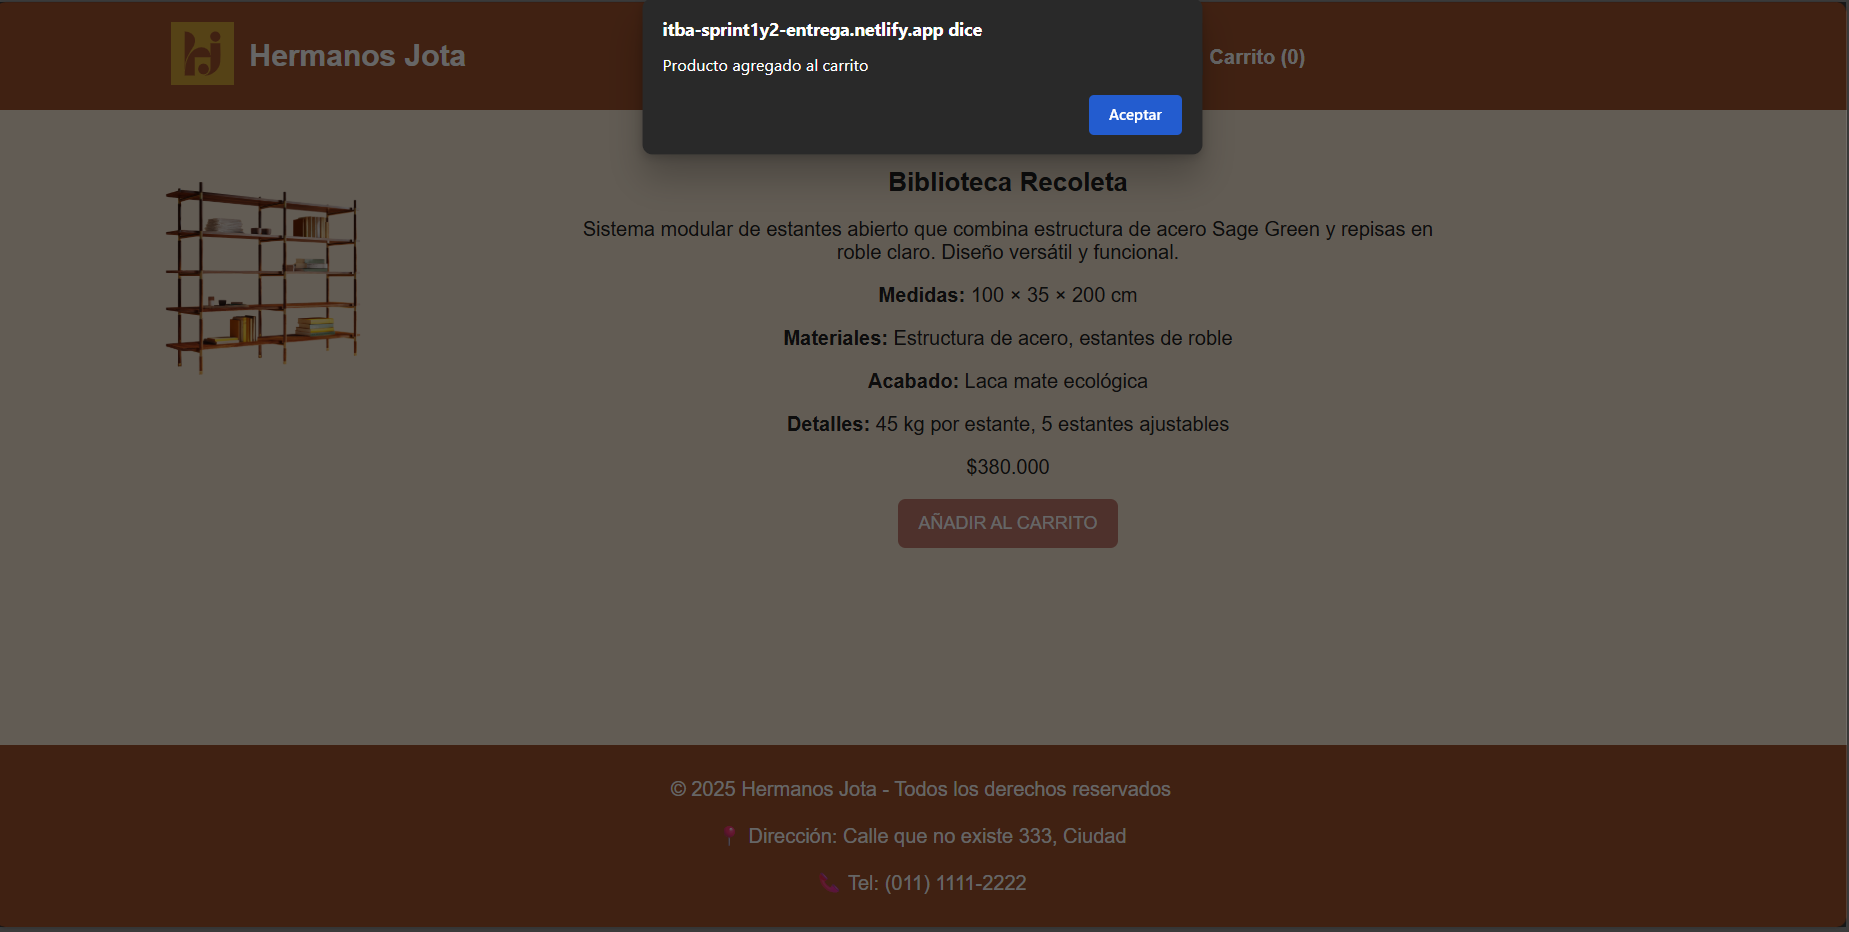 itba-sprint1y2-entrega.netlify.app dice
Producto agregado al carrito
Aceptar
Hermanos Jota
Carrito (0)
Biblioteca Recoleta
Sistema modular de estantes abierto que combina estructura de acero Sage Green y repisas en
roble claro. Diseño versátil y funcional.
Medidas: 100 × 35 × 200 cm
Materiales: Estructura de acero, estantes de roble
Acabado: Laca mate ecológica
Detalles: 45 kg por estante, 5 estantes ajustables
$380.000
AÑADIR AL CARRITO
© 2025 Hermanos Jota - Todos los derechos reservados
📍 Dirección: Calle que no existe 333, Ciudad
📞 Tel: (011) 1111-2222